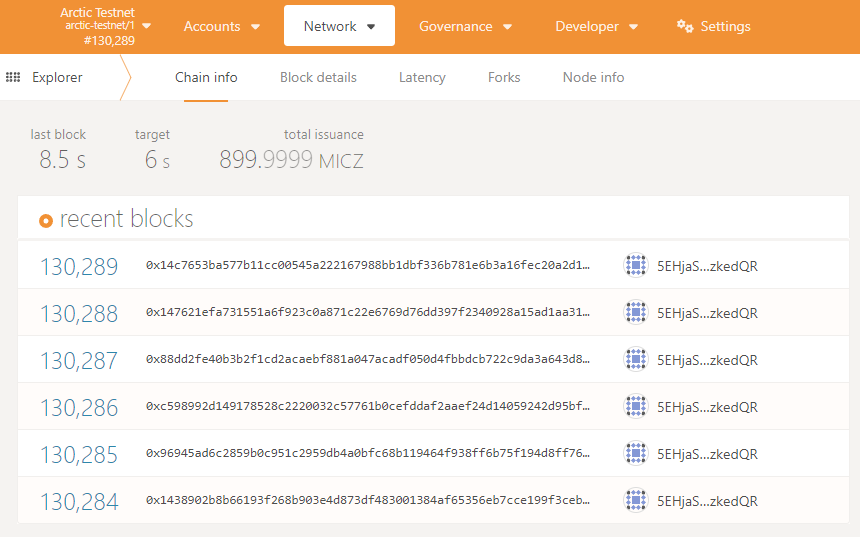 Arctic Testnet
arctic-testnet/1
#130,289
Accounts
Network
Governance
Developer
Settings
Explorer
Chain info
Block details
Latency
Forks
Node info
last block
8.5 s
target
6 s
total issuance
899.9999 MICZ
recent blocks
130,289 0x14c7653ba577b11cc00545a222167988bb1dbf336b781e6b3a16fec20a2d1… 5EHjaS…zkedQR
130,288 0x147621efa731551a6f923c0a871c22e6769d76dd397f2340928a15ad1aa31… 5EHjaS…zkedQR
130,287 0x88dd2fe40b3b2f1cd2acaebf881a047acadf050d4fbbdcb722c9da3a643d8… 5EHjaS…zkedQR
130,286 0xc598992d149178528c2220032c57761b0cefddaf2aaef24d14059242d95bf… 5EHjaS…zkedQR
130,285 0x96945ad6c2859b0c951c2959db4a0bfc68b119464f938ff6b75f194d8ff76… 5EHjaS…zkedQR
130,284 0x1438902b8b66193f268b903e4d873df483001384af65356eb7cce199f3ceb… 5EHjaS…zkedQR